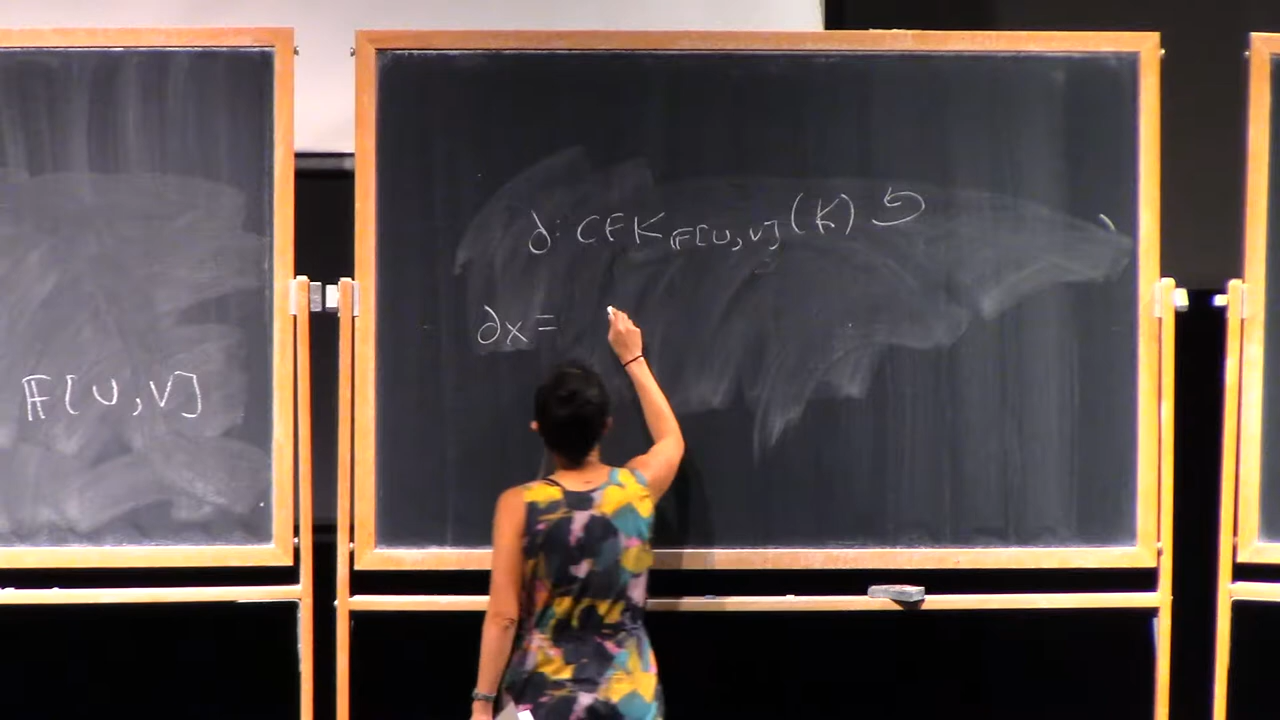 𝔽[U,V]
∂: CFK_{𝔽[U,V]}(K) ↺
∂x =